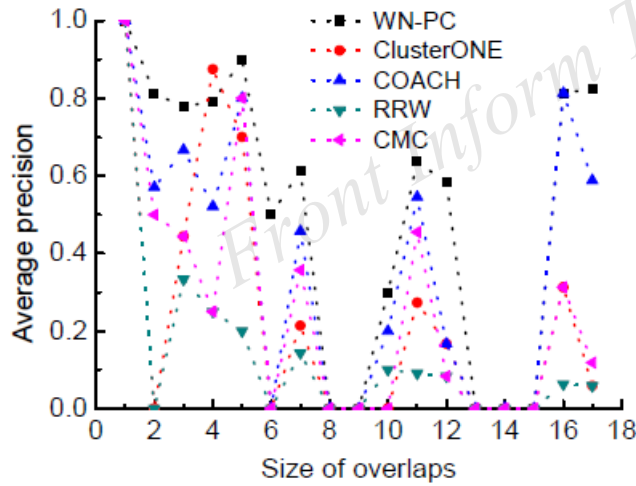 WN-PC
ClusterONE
COACH
RRW
CMC
Front Inform T
Average precision
1.0
0.8
0.6
0.4
0.2
0.0
0 2 4 6 8 10 12 14 16 18
Size of overlaps